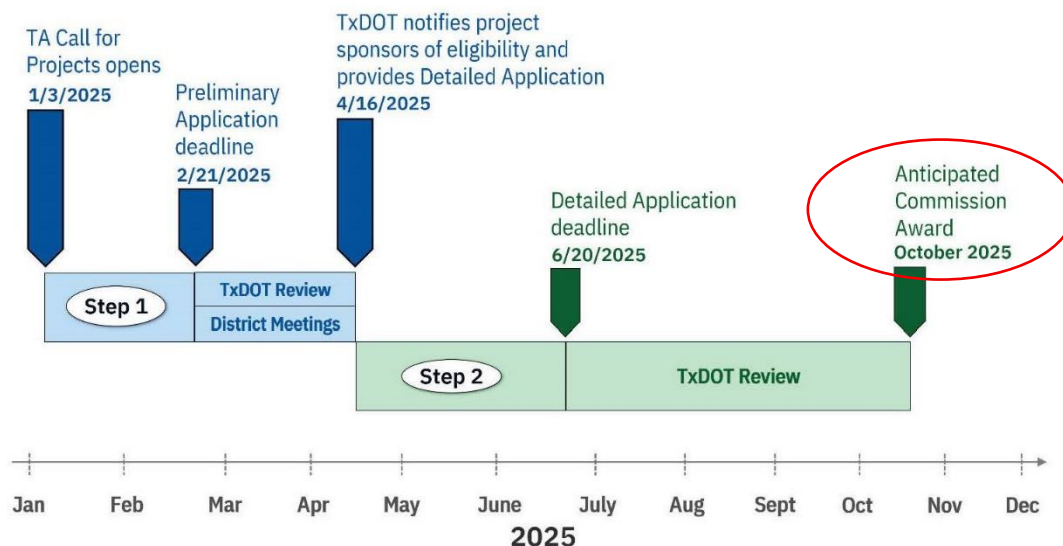 TA Call for
Projects opens
1/3/2025
Preliminary
Application
deadline
2/21/2025
TxDOT notifies project
sponsors of eligibility and
provides Detailed Application
4/16/2025
Detailed Application
deadline
6/20/2025
Anticipated
Commission
Award
October 2025
Step 1
TxDOT Review
District Meetings
Step 2
TxDOT Review
Jan Feb Mar Apr May June July Aug Sept Oct Nov Dec
2025